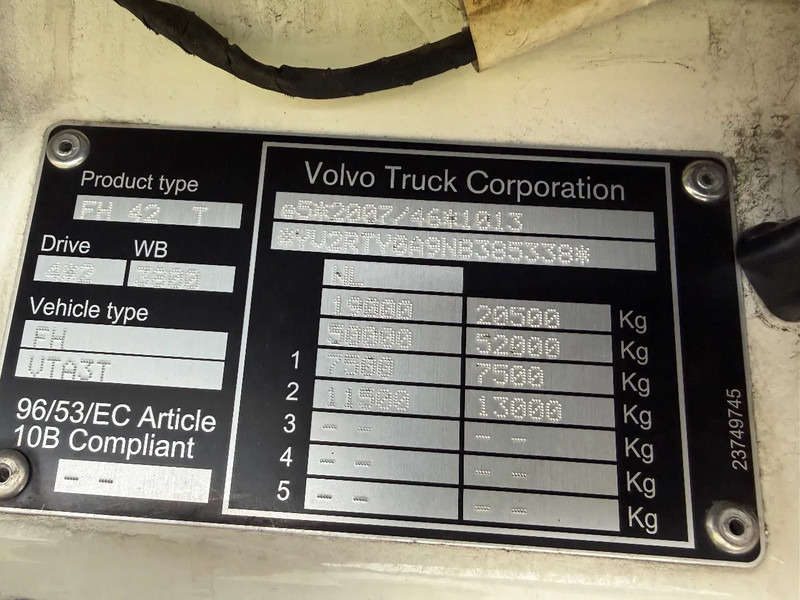 Product type
FH 42 T
Drive WB
4*2
Vehicle type
FH
VTA3T
96/53/EC Article
10B Compliant
-- --
Volvo Truck Corporation
e5*2007/46*1013
*YV2RTY0A9NB385338*
NL
19000 20500 Kg
50000 52000 Kg
1 7500 7500 Kg
2 11500 13000 Kg
3 -- -- -- -- Kg
4 -- -- -- -- Kg
5 -- -- -- -- Kg
23749745